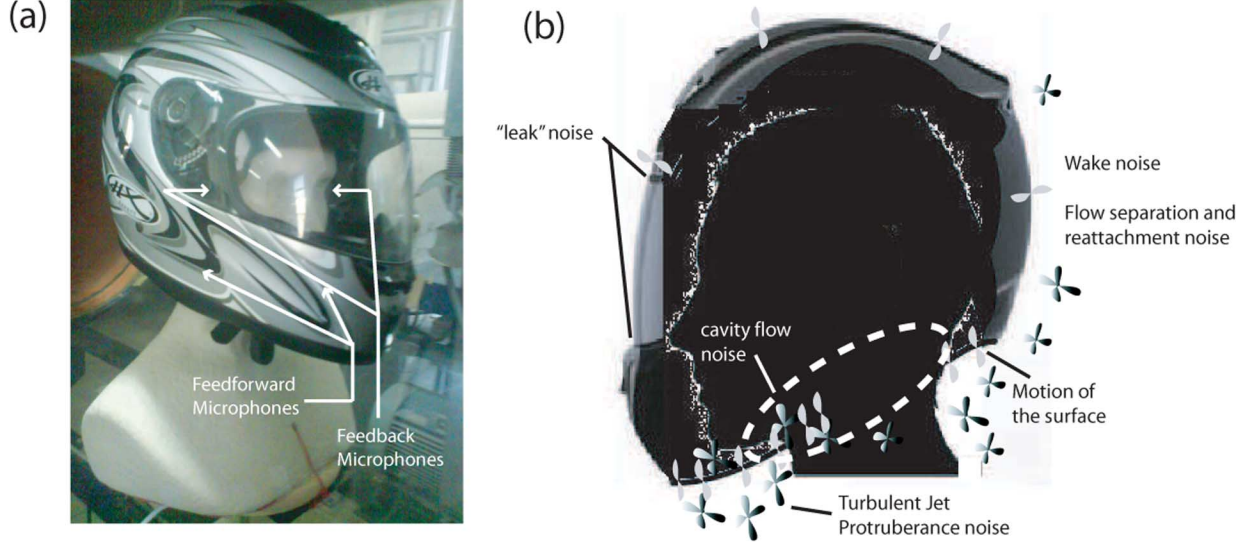 (a)
Feedforward
Microphones
Feedback
Microphones
(b)
"leak" noise
Wake noise
Flow separation and
reattachment noise
cavity flow
noise
Motion of
the surface
Turbulent Jet
Protruberance noise